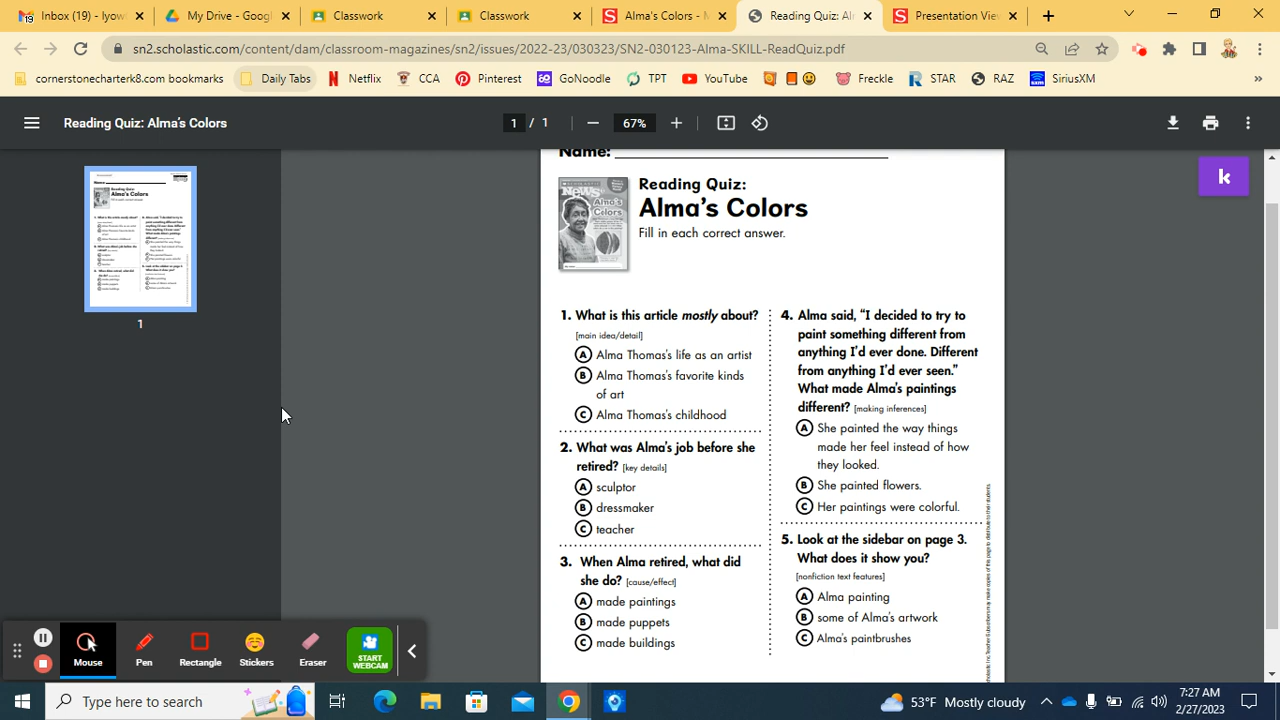 Inbox (19) - lyow
My Drive - Googl
Classwork
Classwork
Alma's Colors - M
Reading Quiz: Al
Presentation View
sn2.scholastic.com/content/dam/classroom-magazines/sn2/issues/2022-23/030323/SN2-030123-Alma-SKILL-ReadQuiz.pdf
cornerstonecharterk8.com bookmarks
Daily Tabs
Netflix
CCA
Pinterest
GoNoodle
TPT
YouTube
Freckle
STAR
RAZ
SiriusXM
Reading Quiz: Alma's Colors
1 / 1
67%
1
k
Name:
Reading Quiz:
Alma's Colors
Fill in each correct answer.
NEWS
Alma's
Colors
1. What is this article mostly about?
[main idea/detail]
A Alma Thomas's life as an artist
B Alma Thomas's favorite kinds
of art
C Alma Thomas's childhood
2. What was Alma's job before she
retired? [key details]
A sculptor
B dressmaker
C teacher
3. When Alma retired, what did
she do? [cause/effect]
A made paintings
B made puppets
C made buildings
4. Alma said, “I decided to try to
paint something different from
anything I'd ever done. Different
from anything I'd ever seen.”
What made Alma's paintings
different? [making inferences]
A She painted the way things
made her feel instead of how
they looked.
B She painted flowers.
C Her paintings were colorful.
5. Look at the sidebar on page 3.
What does it show you?
[nonfiction text features]
A Alma painting
B some of Alma's artwork
C Alma's paintbrushes
Mouse
Pen
Rectangle
Stickers
Eraser
START
WEBCAM
Type here to search
53°F Mostly cloudy
7:27 AM
2/27/2023